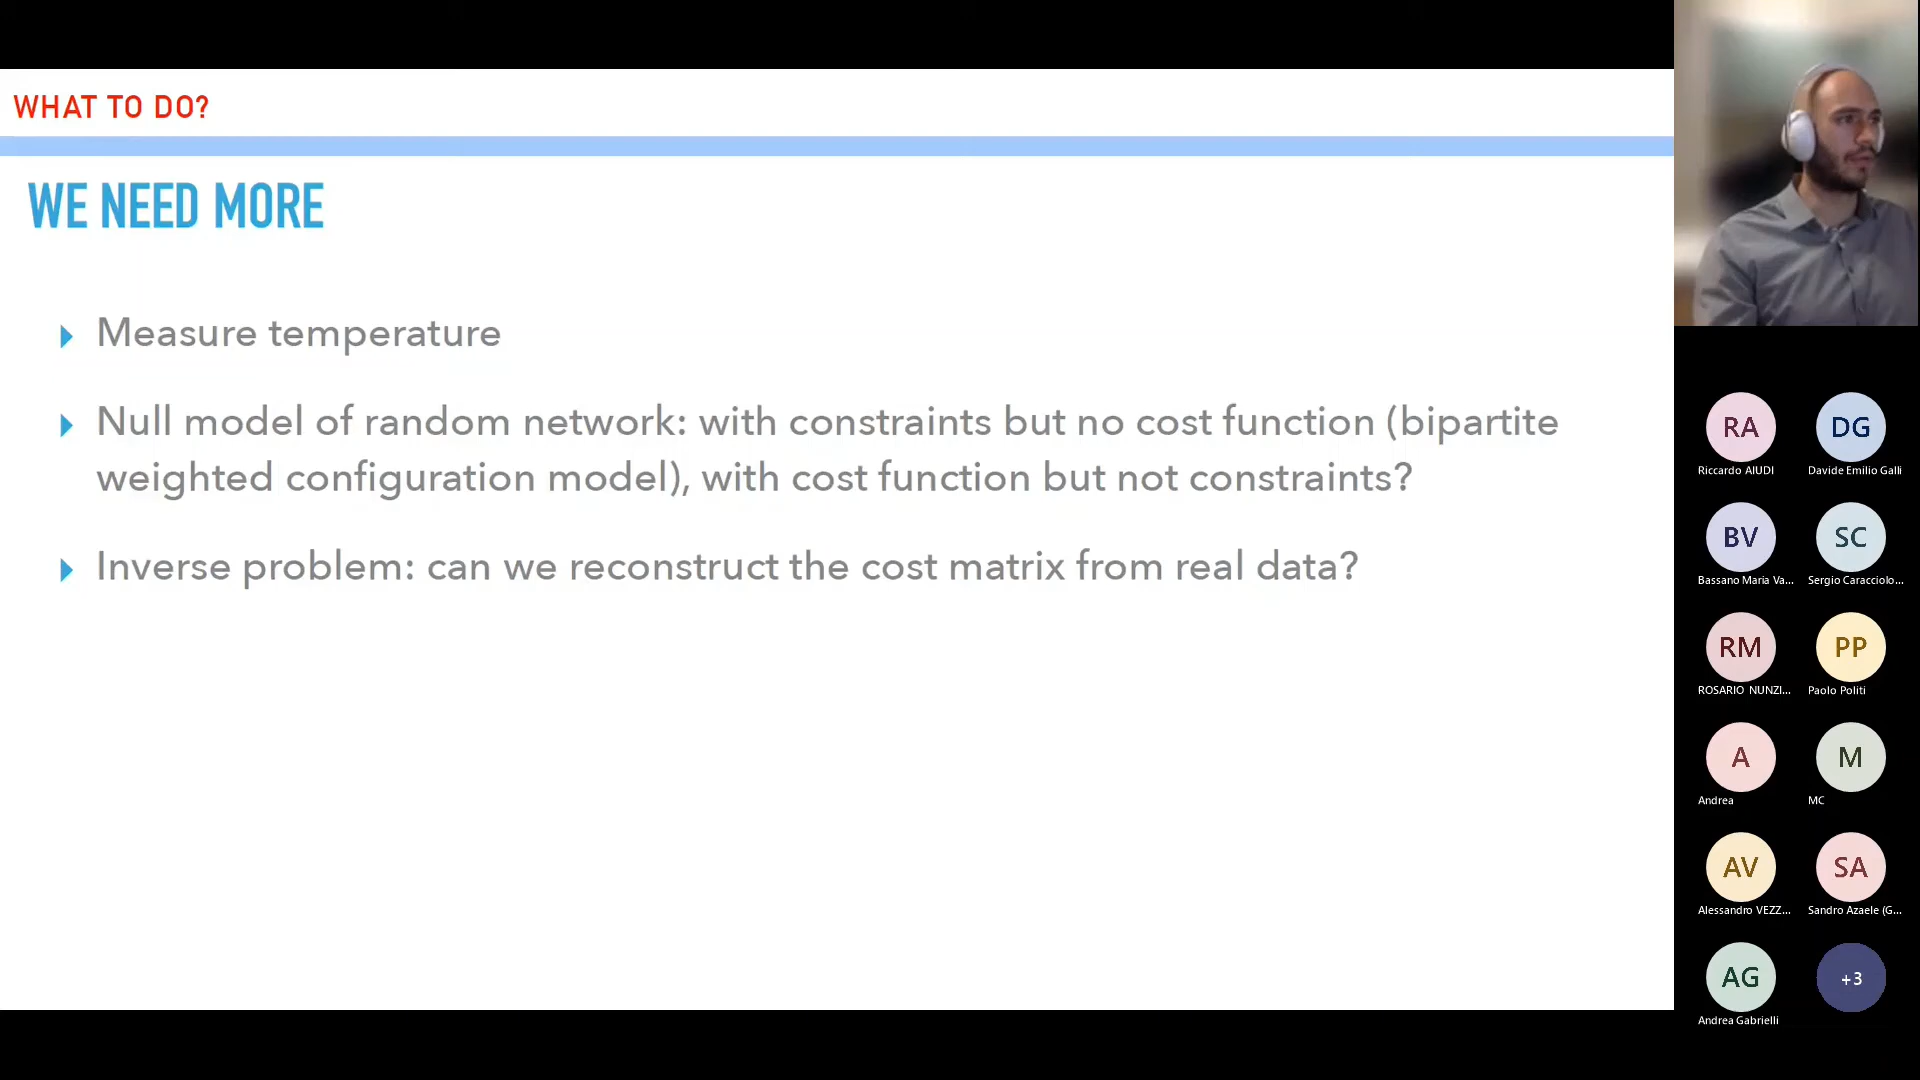 WHAT TO DO?
WE NEED MORE
Measure temperature
Null model of random network: with constraints but no cost function (bipartite
weighted configuration model), with cost function but not constraints?
Inverse problem: can we reconstruct the cost matrix from real data?
RA
DG
Riccardo AIUDI
Davide Emilio Galli
BV
SC
Bassano Maria Va...
Sergio Caracciolo...
RM
PP
ROSARIO NUNZI...
Paolo Politi
A
M
Andrea
MC
AV
SA
Alessandro VEZZ...
Sandro Azaele (G...
AG
+3
Andrea Gabrielli